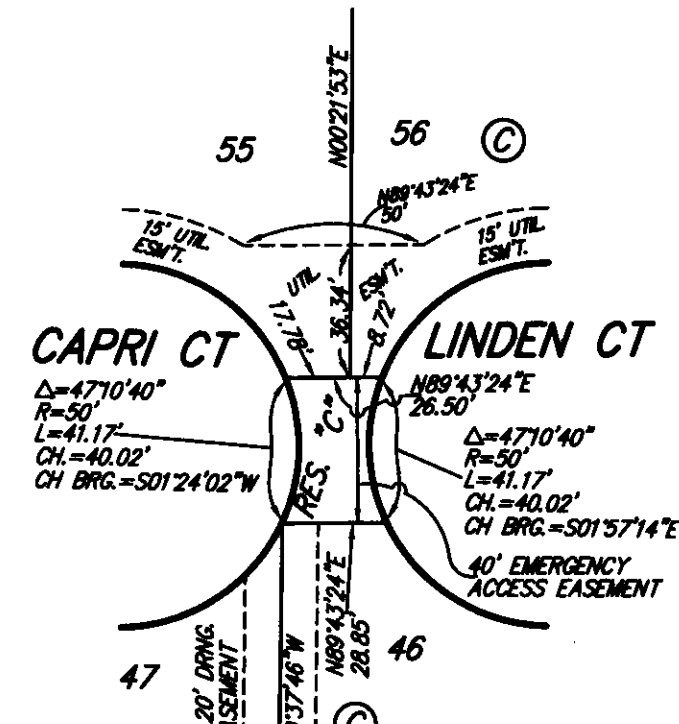 N00°21'53"E
55
56
C
N89°43'24"E
50'
15' UTIL.
ESM'T.
15' UTIL.
ESM'T.
UTIL.
ESM'T.
17.78'
36.34'
8.72'
CAPRI CT
LINDEN CT
Δ=47°10'40"
R=50'
L=41.17'
CH.=40.02'
CH BRG.=S01°24'02"W
N89°43'24"E
26.50'
RES. "C"
Δ=47°10'40"
R=50'
L=41.17'
CH.=40.02'
CH BRG.=S01°57'14"E
40' EMERGENCY
ACCESS EASEMENT
N89°43'24"E
28.85'
47
46
20' DRNG.
37'46"W
C